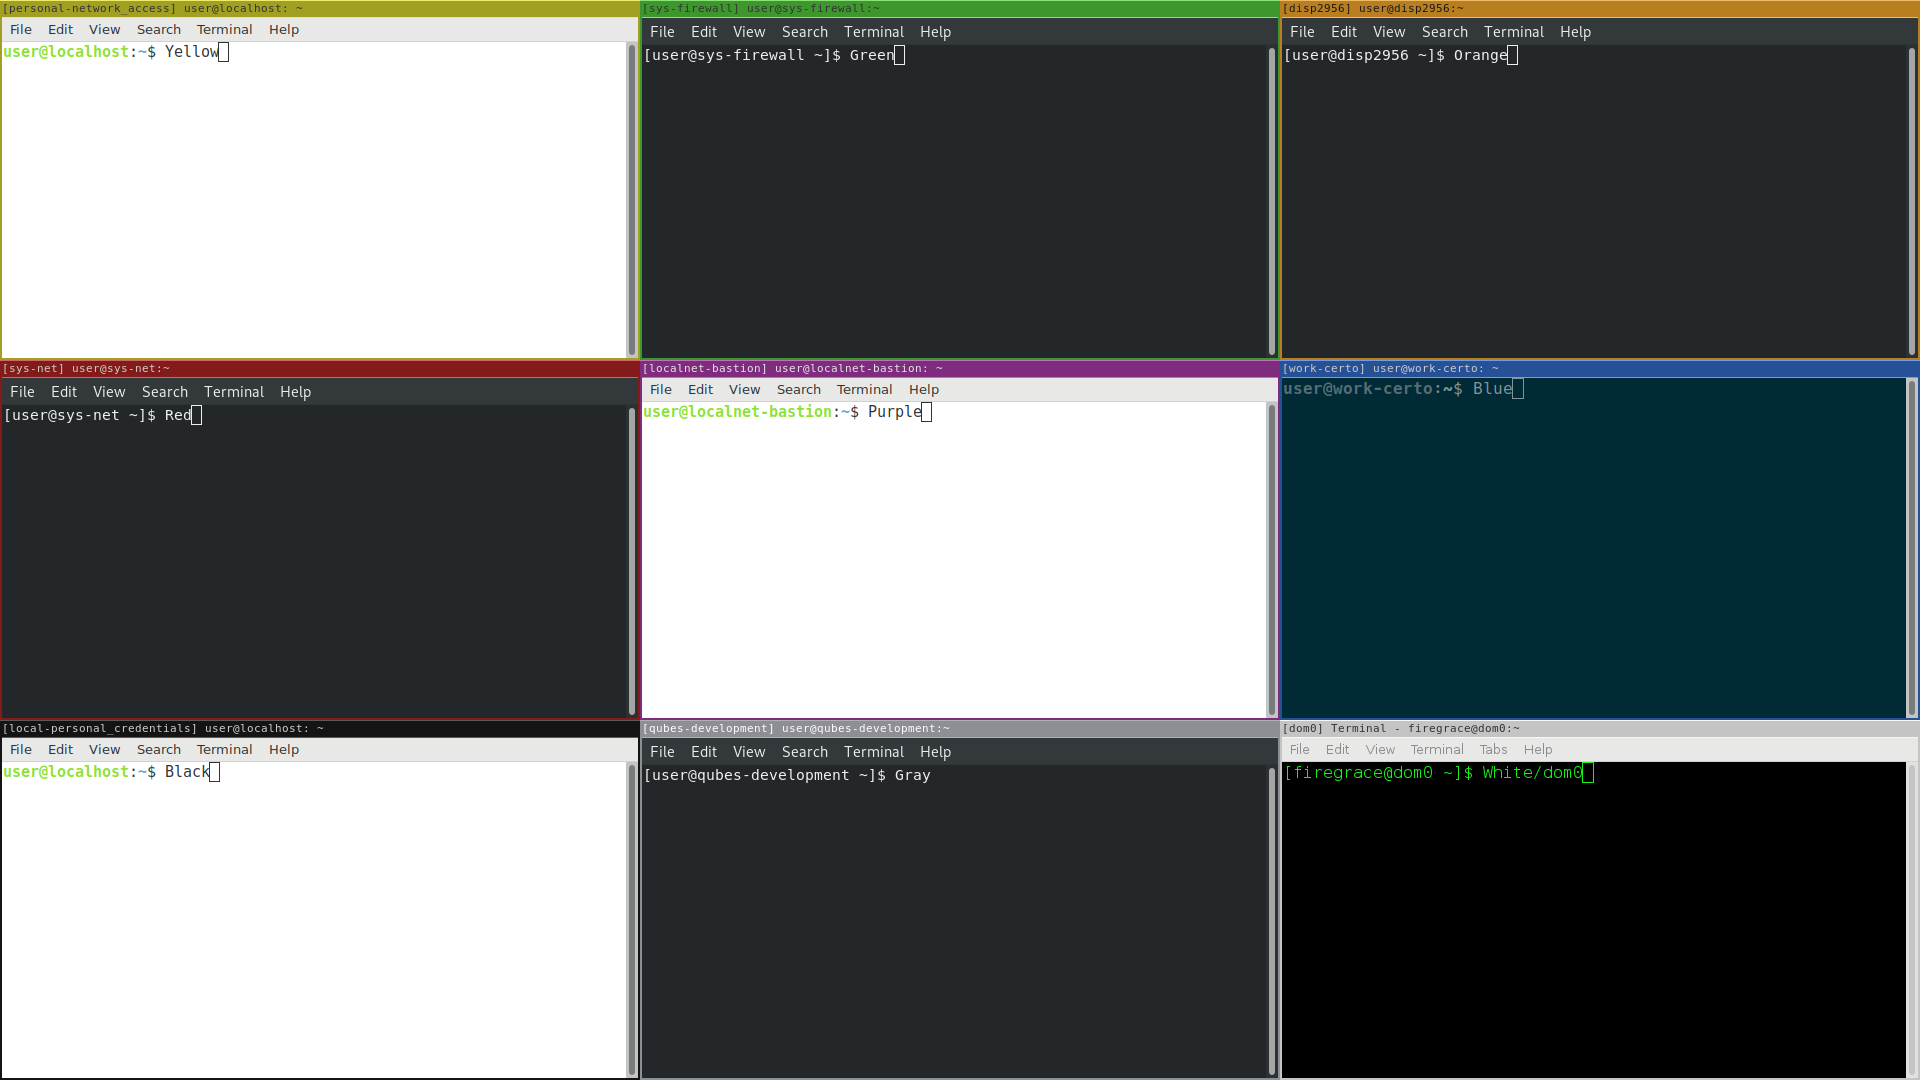 [personal-network_access] user@localhost: ~
File Edit View Search Terminal Help
user@localhost:~$ Yellow
[sys-firewall] user@sys-firewall:~
File Edit View Search Terminal Help
[user@sys-firewall ~]$ Green
[disp2956] user@disp2956:~
File Edit View Search Terminal Help
[user@disp2956 ~]$ Orange
[sys-net] user@sys-net:~
File Edit View Search Terminal Help
[user@sys-net ~]$ Red
[localnet-bastion] user@localnet-bastion: ~
File Edit View Search Terminal Help
user@localnet-bastion:~$ Purple
[work-certo] user@work-certo: ~
user@work-certo:~$ Blue
[local-personal_credentials] user@localhost: ~
File Edit View Search Terminal Help
user@localhost:~$ Black
[qubes-development] user@qubes-development:~
File Edit View Search Terminal Help
[user@qubes-development ~]$ Gray
[dom0] Terminal - firegrace@dom0:~
File Edit View Terminal Tabs Help
[firegrace@dom0 ~]$ White/dom0